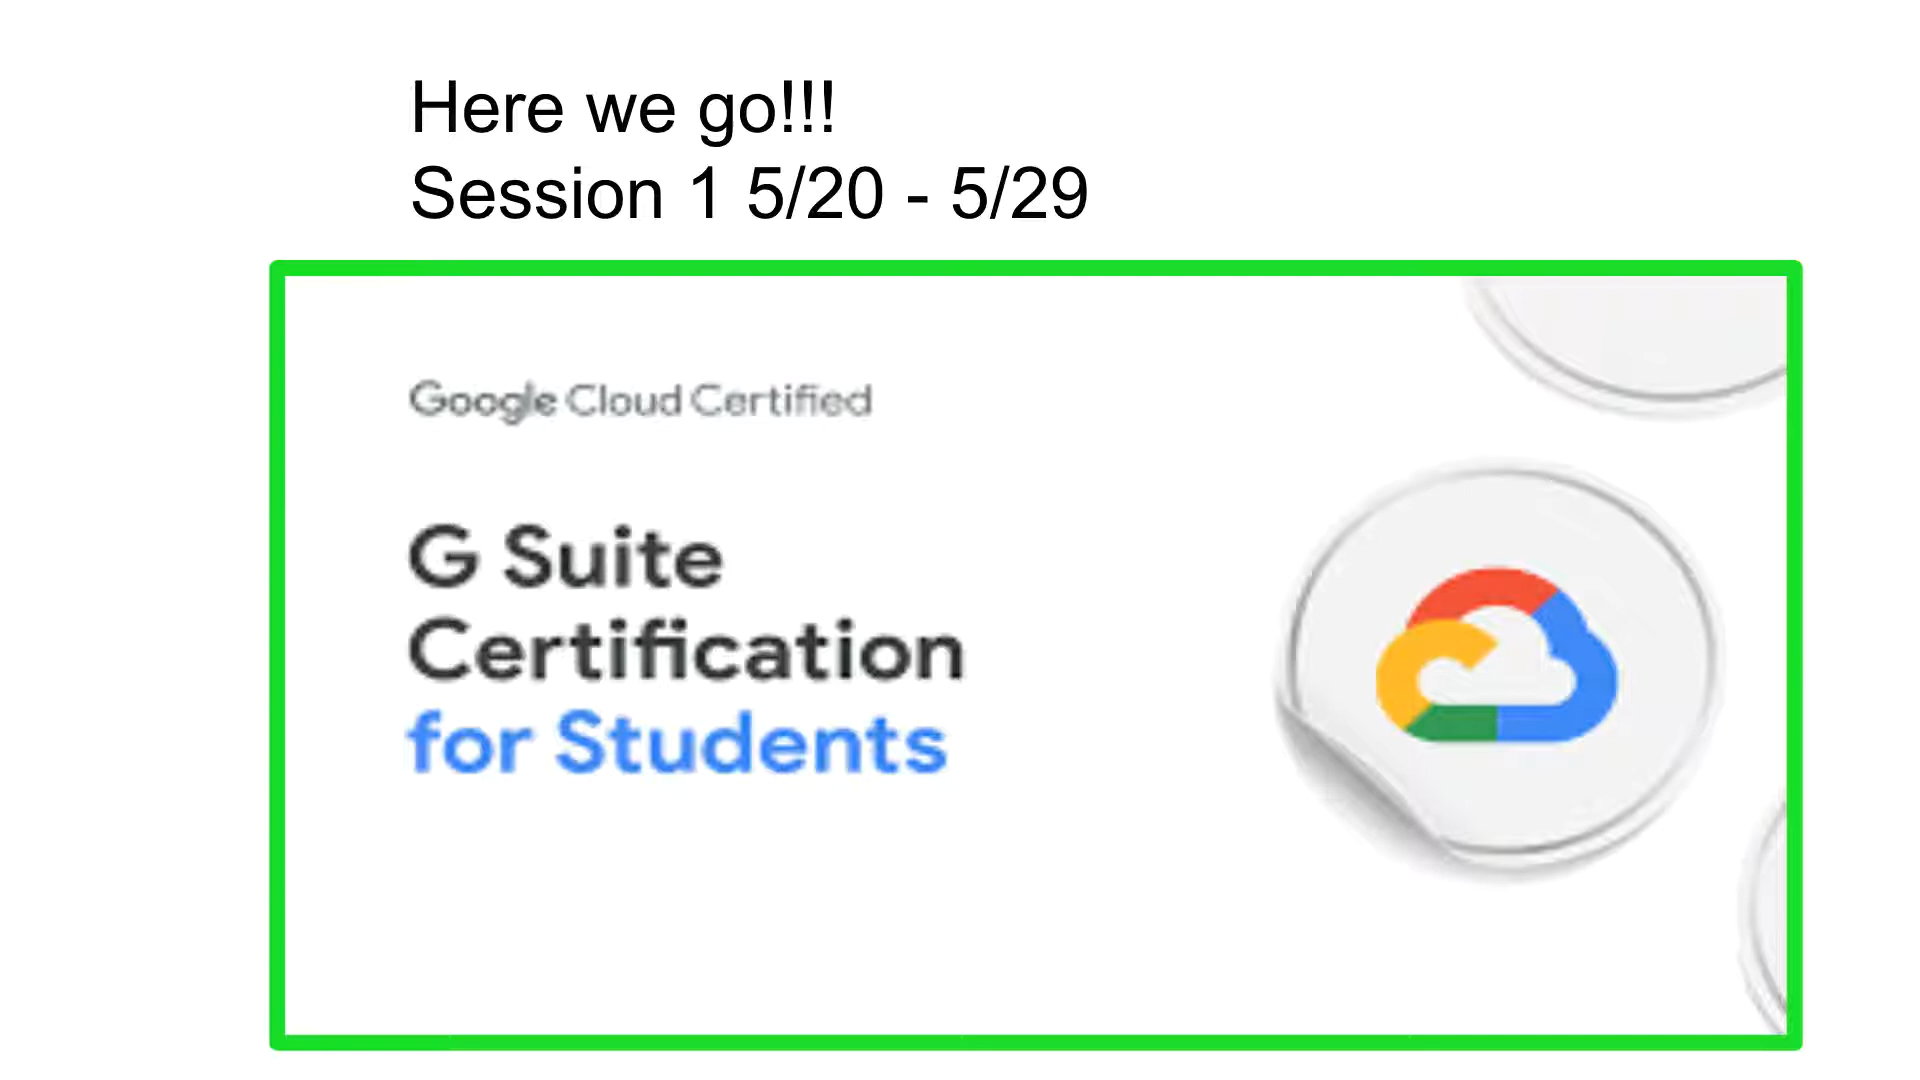 Here we go!!!
Session 1 5/20 - 5/29
Google Cloud Certified
G Suite
Certification
for Students